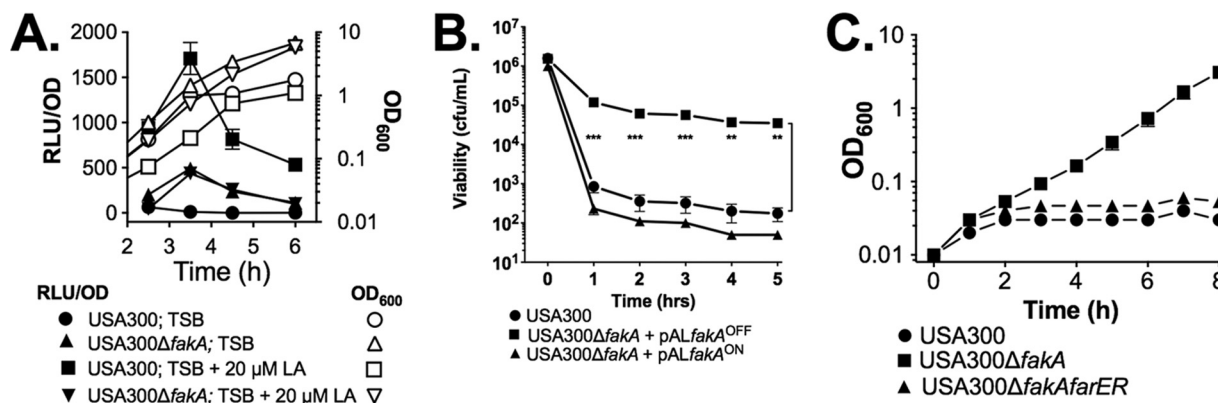 A.
RLU/OD
2000
1500
1000
500
0
10
1
0.1
0.01
OD600
2 3 4 5 6
Time (h)
RLU/OD OD600
USA300; TSB
USA300ΔfakA; TSB
USA300; TSB + 20 µM LA
USA300ΔfakA; TSB + 20 µM LA
B.
Viability (cfu/mL)
10⁷
10⁶
10⁵
10⁴
10³
10²
10¹
*** *** *** ** **
0 1 2 3 4 5
Time (hrs)
USA300
USA300ΔfakA + pALfakAᴼᶠᶠ
USA300ΔfakA + pALfakAᴼᴺ
C.
OD600
10
1
0.1
0.01
0 2 4 6 8
Time (h)
USA300
USA300ΔfakA
USA300ΔfakAfarER